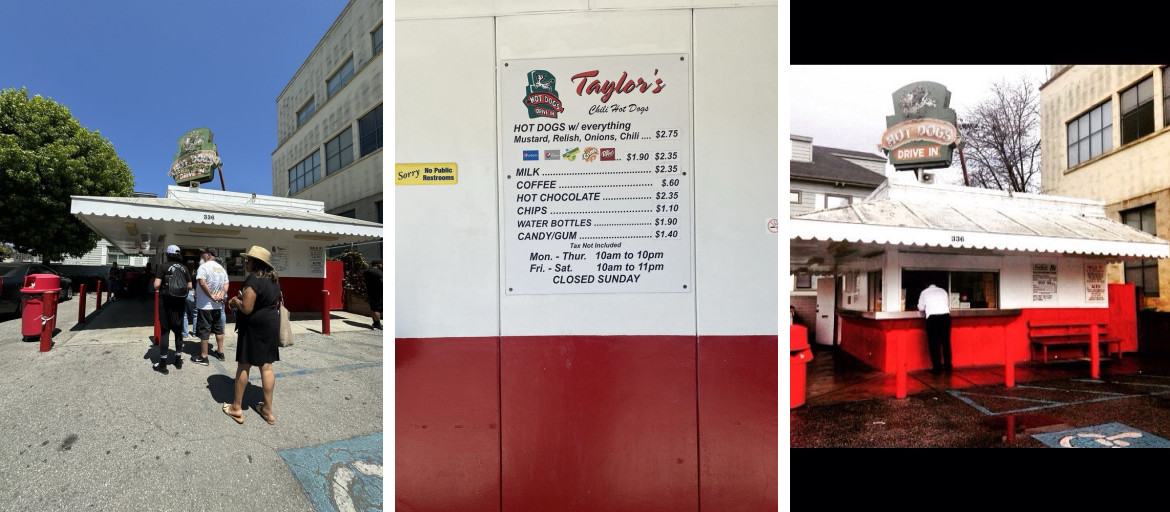 HOT DOGS
DRIVE IN
336
HOT DOGS
DRIVE IN
Taylor's
Chili Hot Dogs
HOT DOGS w/ everything
Mustard, Relish, Onions, Chili .... $2.75
... $1.90 $2.35
MILK ........................................ $2.35
COFFEE ................................ $.60
HOT CHOCOLATE ............... $2.35
CHIPS ................................... $1.10
WATER BOTTLES ................ $1.90
CANDY/GUM ....................... $1.40
Tax Not Included
Mon. - Thur. 10am to 10pm
Fri. - Sat. 10am to 11pm
CLOSED SUNDAY
Sorry No Public
Restrooms
HOT DOGS
DRIVE IN
336